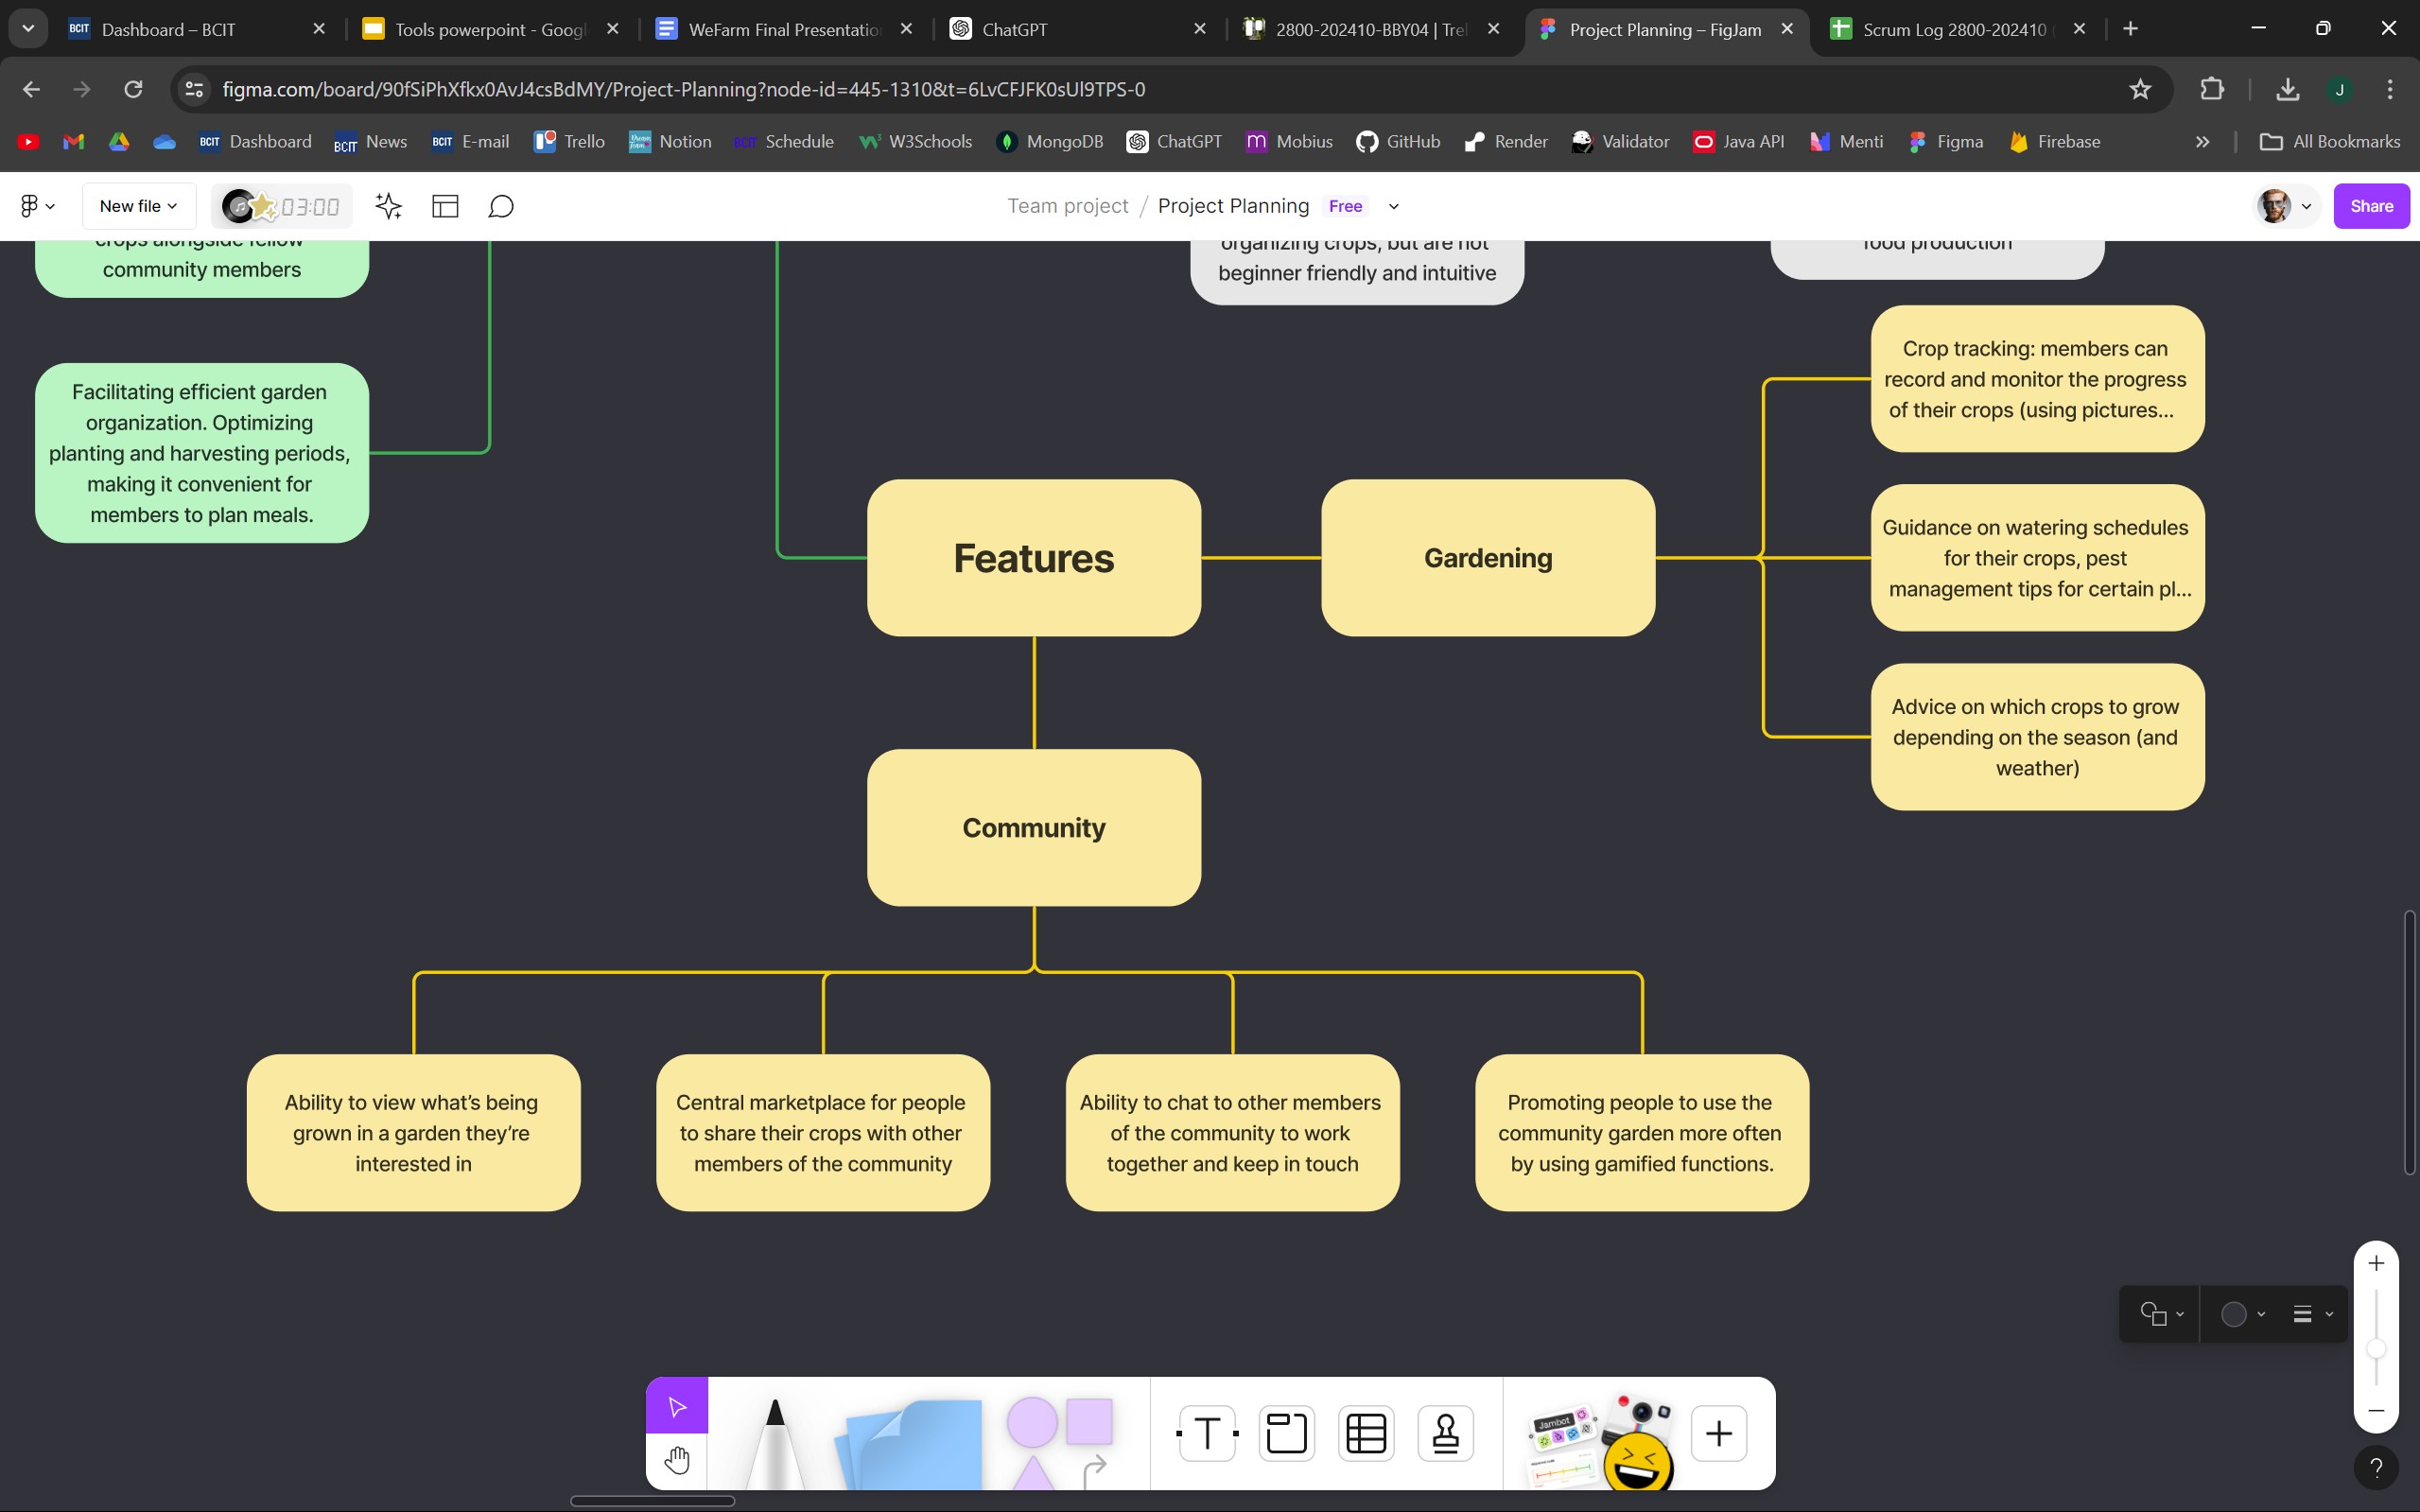 Dashboard – BCIT
Tools powerpoint - Googl
WeFarm Final Presentatio
ChatGPT
2800-202410-BBY04 | Trel
Project Planning – FigJam
Scrum Log 2800-202410
figma.com/board/90fSiPhXfkx0AvJ4csBdMY/Project-Planning?node-id=445-1310&t=6LvCFJFK0sUl9TPS-0
J
BCIT Dashboard
BCIT News
BCIT E-mail
Trello
Notion
BCIT Schedule
W3Schools
MongoDB
ChatGPT
Mobius
GitHub
Render
Validator
Java API
Menti
Figma
Firebase
All Bookmarks
New file
03:00
Team project / Project Planning Free
Share
crops alongside fellow
community members
organizing crops, but are not
beginner friendly and intuitive
food production
Facilitating efficient garden
organization. Optimizing
planting and harvesting periods,
making it convenient for
members to plan meals.
Features
Gardening
Crop tracking: members can
record and monitor the progress
of their crops (using pictures...
Guidance on watering schedules
for their crops, pest
management tips for certain pl...
Advice on which crops to grow
depending on the season (and
weather)
Community
Ability to view what’s being
grown in a garden they’re
interested in
Central marketplace for people
to share their crops with other
members of the community
Ability to chat to other members
of the community to work
together and keep in touch
Promoting people to use the
community garden more often
by using gamified functions.
T
Jambot
?